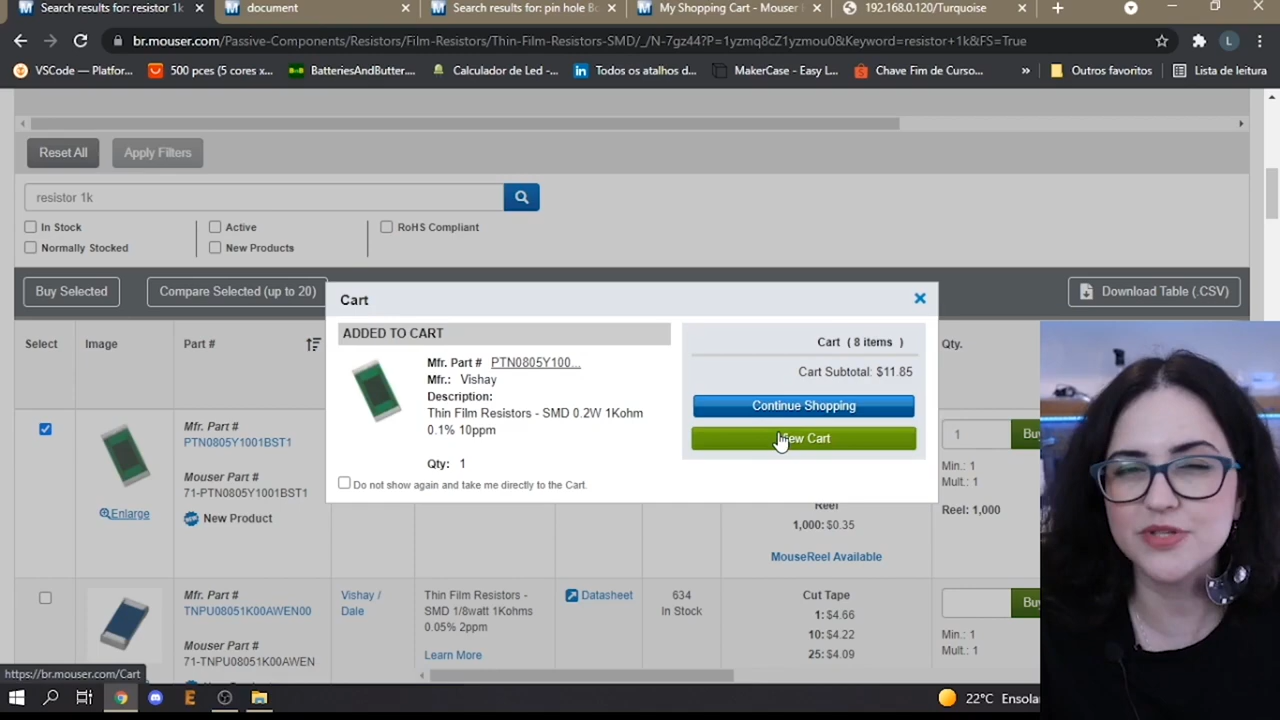 Search results for: resistor 1k
document
Search results for: pin hole Bo
My Shopping Cart - Mouser
192.168.0.120/Turquoise
br.mouser.com/Passive-Components/Resistors/Film-Resistors/Thin-Film-Resistors-SMD/_/N-7gz44?P=1yzmq8cZ1yzmou0&Keyword=resistor+1k&FS=True
L
VSCode — Platfor...
500 pces (5 cores x...
BatteriesAndButter....
Calculador de Led -...
Todos os atalhos d...
MakerCase - Easy L...
Chave Fim de Curso...
»
Outros favoritos
Lista de leitura
Reset All
Apply Filters
resistor 1k
In Stock
Active
RoHS Compliant
Normally Stocked
New Products
Buy Selected
Compare Selected (up to 20)
Download Table (.CSV)
Cart
ADDED TO CART
Mfr. Part # PTN0805Y100...
Mfr.: Vishay
Description:
Thin Film Resistors - SMD 0.2W 1Kohm
0.1% 10ppm
Qty: 1
Do not show again and take me directly to the Cart.
Cart ( 8 items )
Cart Subtotal: $11.85
Continue Shopping
View Cart
Select
Image
Part #
Qty.
Mfr. Part #
PTN0805Y1001BST1
Mouser Part #
71-PTN0805Y1001BST1
New Product
Enlarge
Reel
1,000: $0.35
MouseReel Available
1
Bu
Min.: 1
Mult.: 1
Reel: 1,000
Mfr. Part #
TNPU08051K00AWEN00
Mouser Part #
71-TNPU08051K00AWEN
Vishay /
Dale
Thin Film Resistors -
SMD 1/8watt 1Kohms
0.05% 2ppm
Learn More
Datasheet
634
In Stock
Cut Tape
1: $4.66
10: $4.22
25: $4.09
Bu
Min.: 1
Mult.: 1
https://br.mouser.com/Cart
22°C Ensola